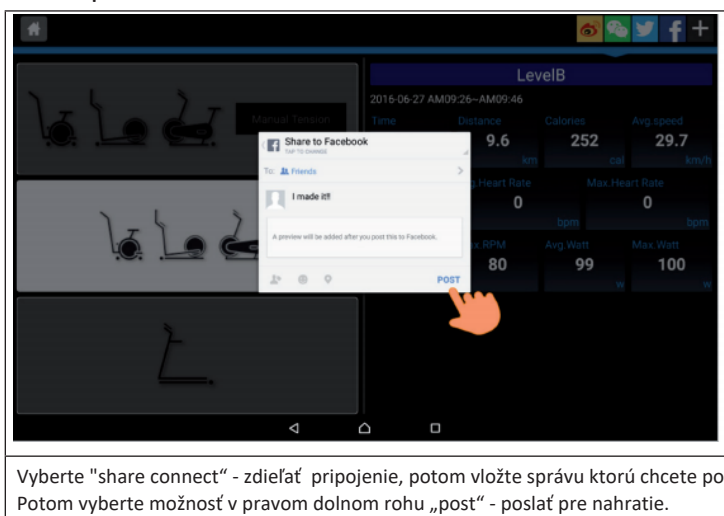 LevelB
2016-06-27 AM09:26~AM09:46
Manual Tension
Time Distance Calories Avg.speed
9.6 252 29.7
km cal km/h
Share to Facebook
TAP TO CHANGE
To: Friends
I made it!!
A preview will be added after you post this to Facebook.
POST
.Heart Rate Max.Heart Rate
0 0
bpm bpm
RPM Avg.Watt Max.Watt
80 99 100
w w
Vyberte "share connect“ - zdieľať pripojenie, potom vložte správu ktorú chcete po
Potom vyberte možnosť v pravom dolnom rohu „post“ - poslať pre nahratie.